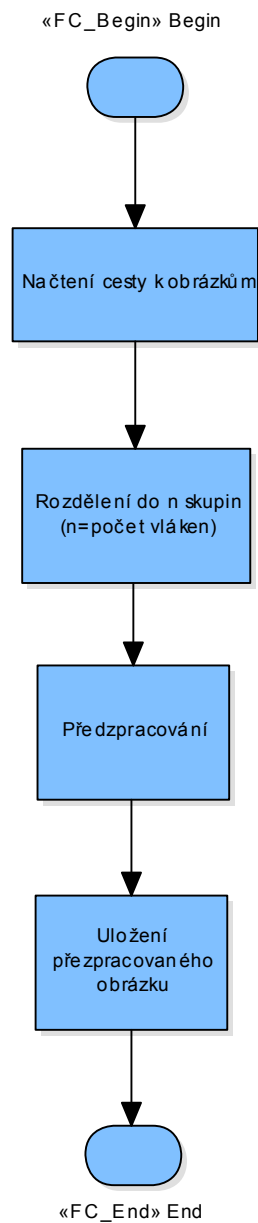 «FC_Begin» Begin
Načtení cesty k obrázkům
Rozdělení do n skupin
(n=počet vláken)
Předzpracování
Uložení
přezpracovaného
obrázku
«FC_End» End